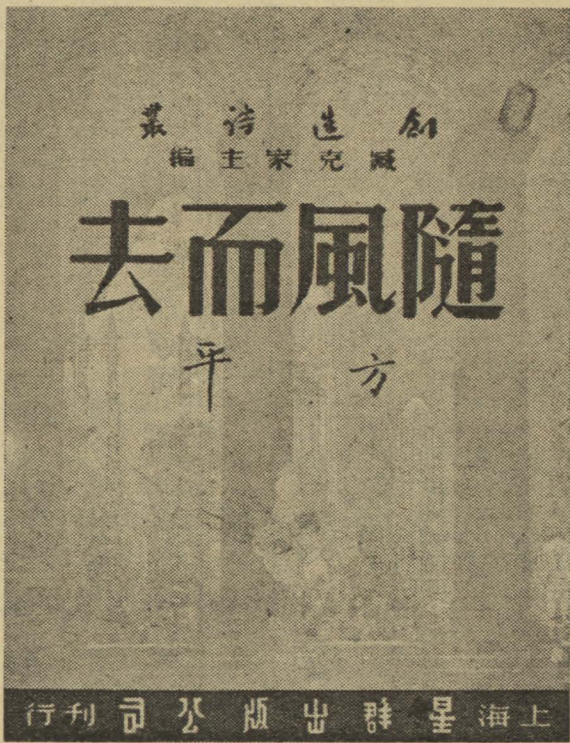 創造詩叢
臧克家主編
隨風而去
方平
上海星群出版公司刊行